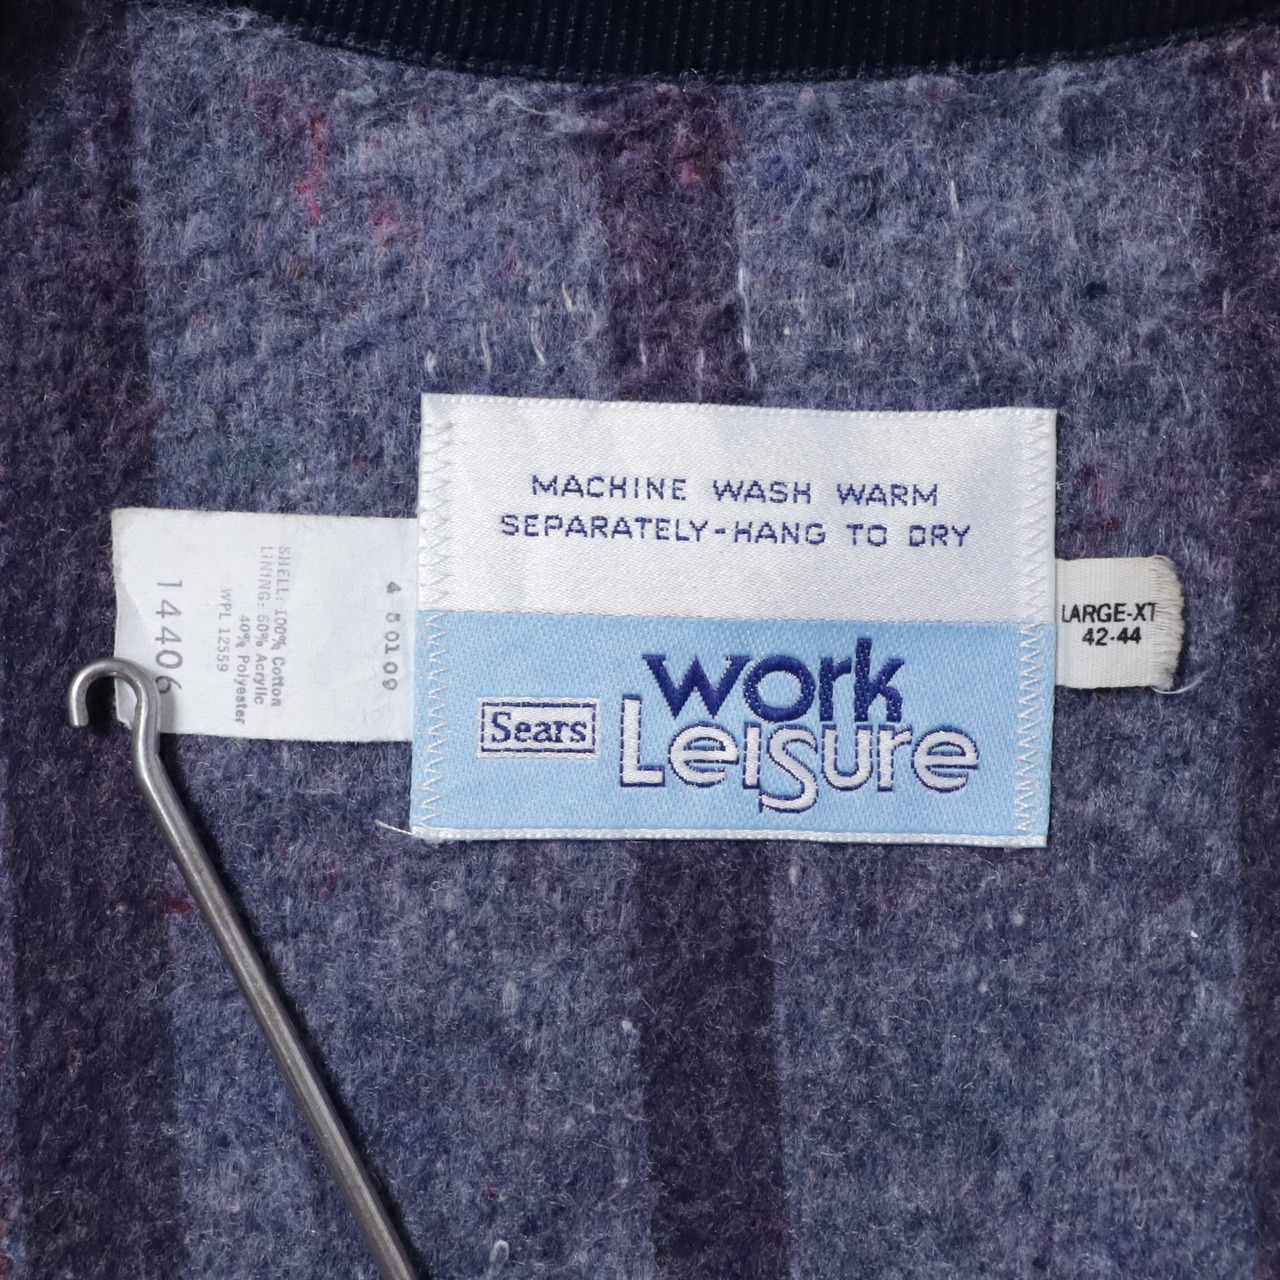 MACHINE WASH WARM
SEPARATELY-HANG TO DRY
Sears
work
Leisure
LARGE-XT
42-44
SHELL: 100% Cotton
LINING: 60% Acrylic
40% Polyester
WPL 12559
14406
4 50109